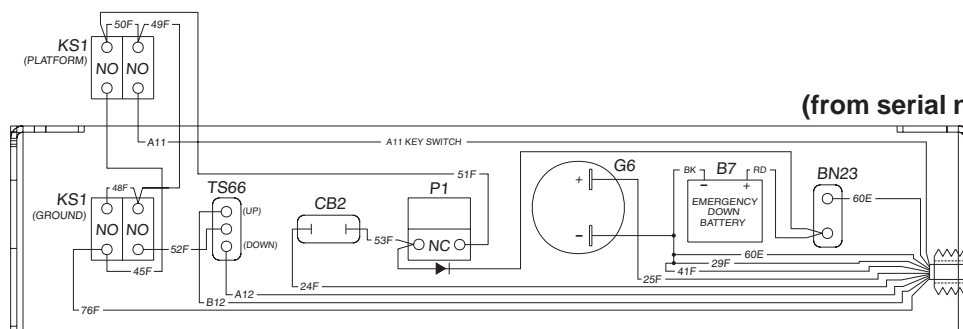 50F 49F
KS1
(PLATFORM)
NO NO
(from serial n
A11
A11 KEY SWITCH
51F
G6
B7
BK
RD
BN23
TS66
P1
CB2
48F
KS1
(GROUND)
NO NO
(UP)
(DOWN)
52F
53F
NC
+
–
– +
EMERGENCY
DOWN
BATTERY
60E
45F
60E
29F
41F
25F
24F
A12
B12
76F